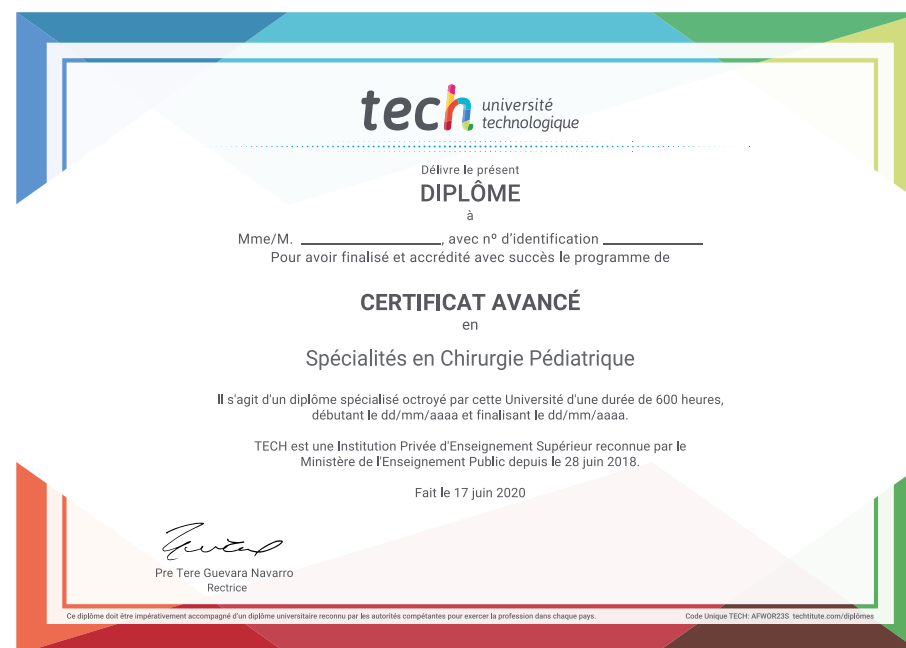 tech université
technologique
Délivre le présent
DIPLÔME
à
Mme/M. ____________________, avec nº d'identification ______________
Pour avoir finalisé et accrédité avec succès le programme de
CERTIFICAT AVANCÉ
en
Spécialités en Chirurgie Pédiatrique
Il s'agit d'un diplôme spécialisé octroyé par cette Université d'une durée de 600 heures,
débutant le dd/mm/aaaa et finalisant le dd/mm/aaaa.
TECH est une Institution Privée d'Enseignement Supérieur reconnue par le
Ministère de l'Enseignement Public depuis le 28 juin 2018.
Fait le 17 juin 2020
Pre Tere Guevara Navarro
Rectrice
Ce diplôme doit être impérativement accompagné d'un diplôme universitaire reconnu par les autorités compétantes pour exercer la profession dans chaque pays.
Code Unique TECH: AFWOR23S techtitute.com/diplômes